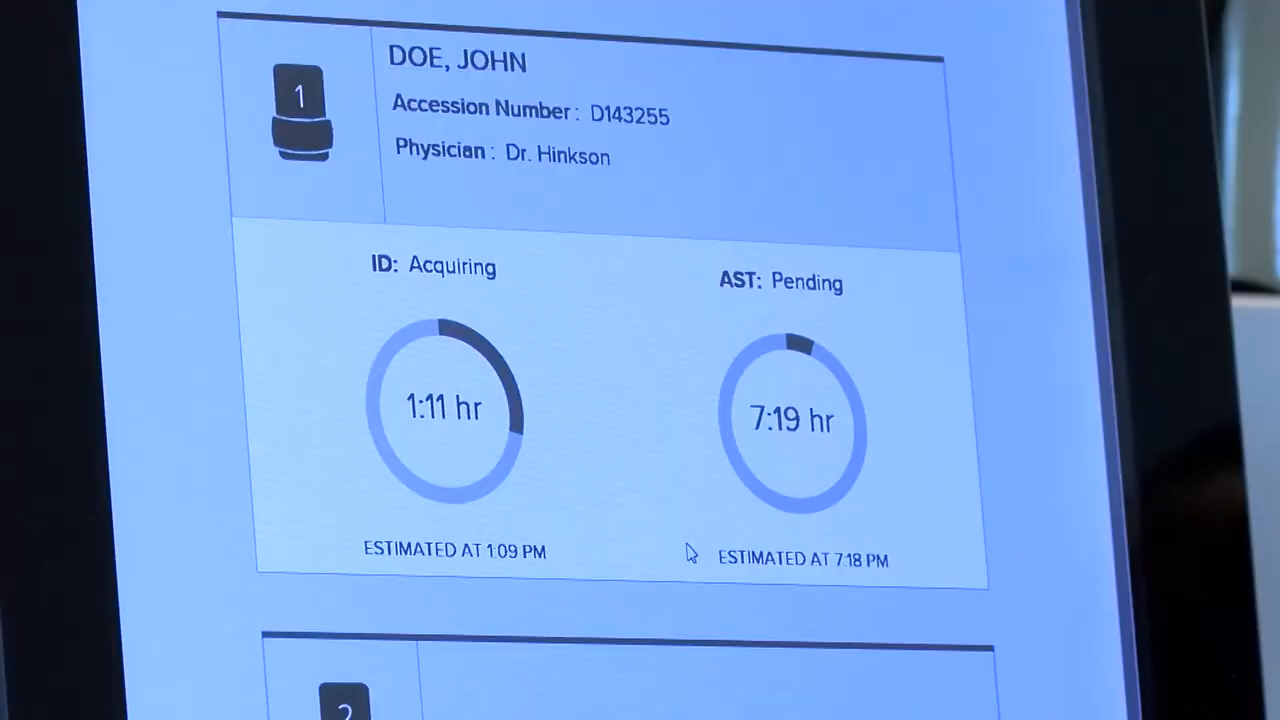 1
DOE, JOHN
Accession Number : D143255
Physician : Dr. Hinkson
ID: Acquiring
AST: Pending
1:11 hr
7:19 hr
ESTIMATED AT 1:09 PM
ESTIMATED AT 7:18 PM
2